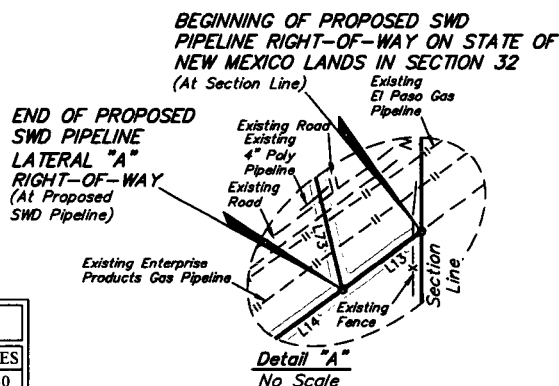 BEGINNING OF PROPOSED SWD
PIPELINE RIGHT-OF-WAY ON STATE OF
NEW MEXICO LANDS IN SECTION 32
(At Section Line)
Existing
El Paso Gas
Pipeline
END OF PROPOSED
SWD PIPELINE
LATERAL "A"
RIGHT-OF-WAY
(At Proposed
SWD Pipeline)
Existing Road
Existing
4" Poly
Pipeline
Existing
Road
Existing Enterprise
Products Gas Pipeline
L73
L13
L14
Existing
Fence
Section
Line
Detail "A"
No Scale
ES